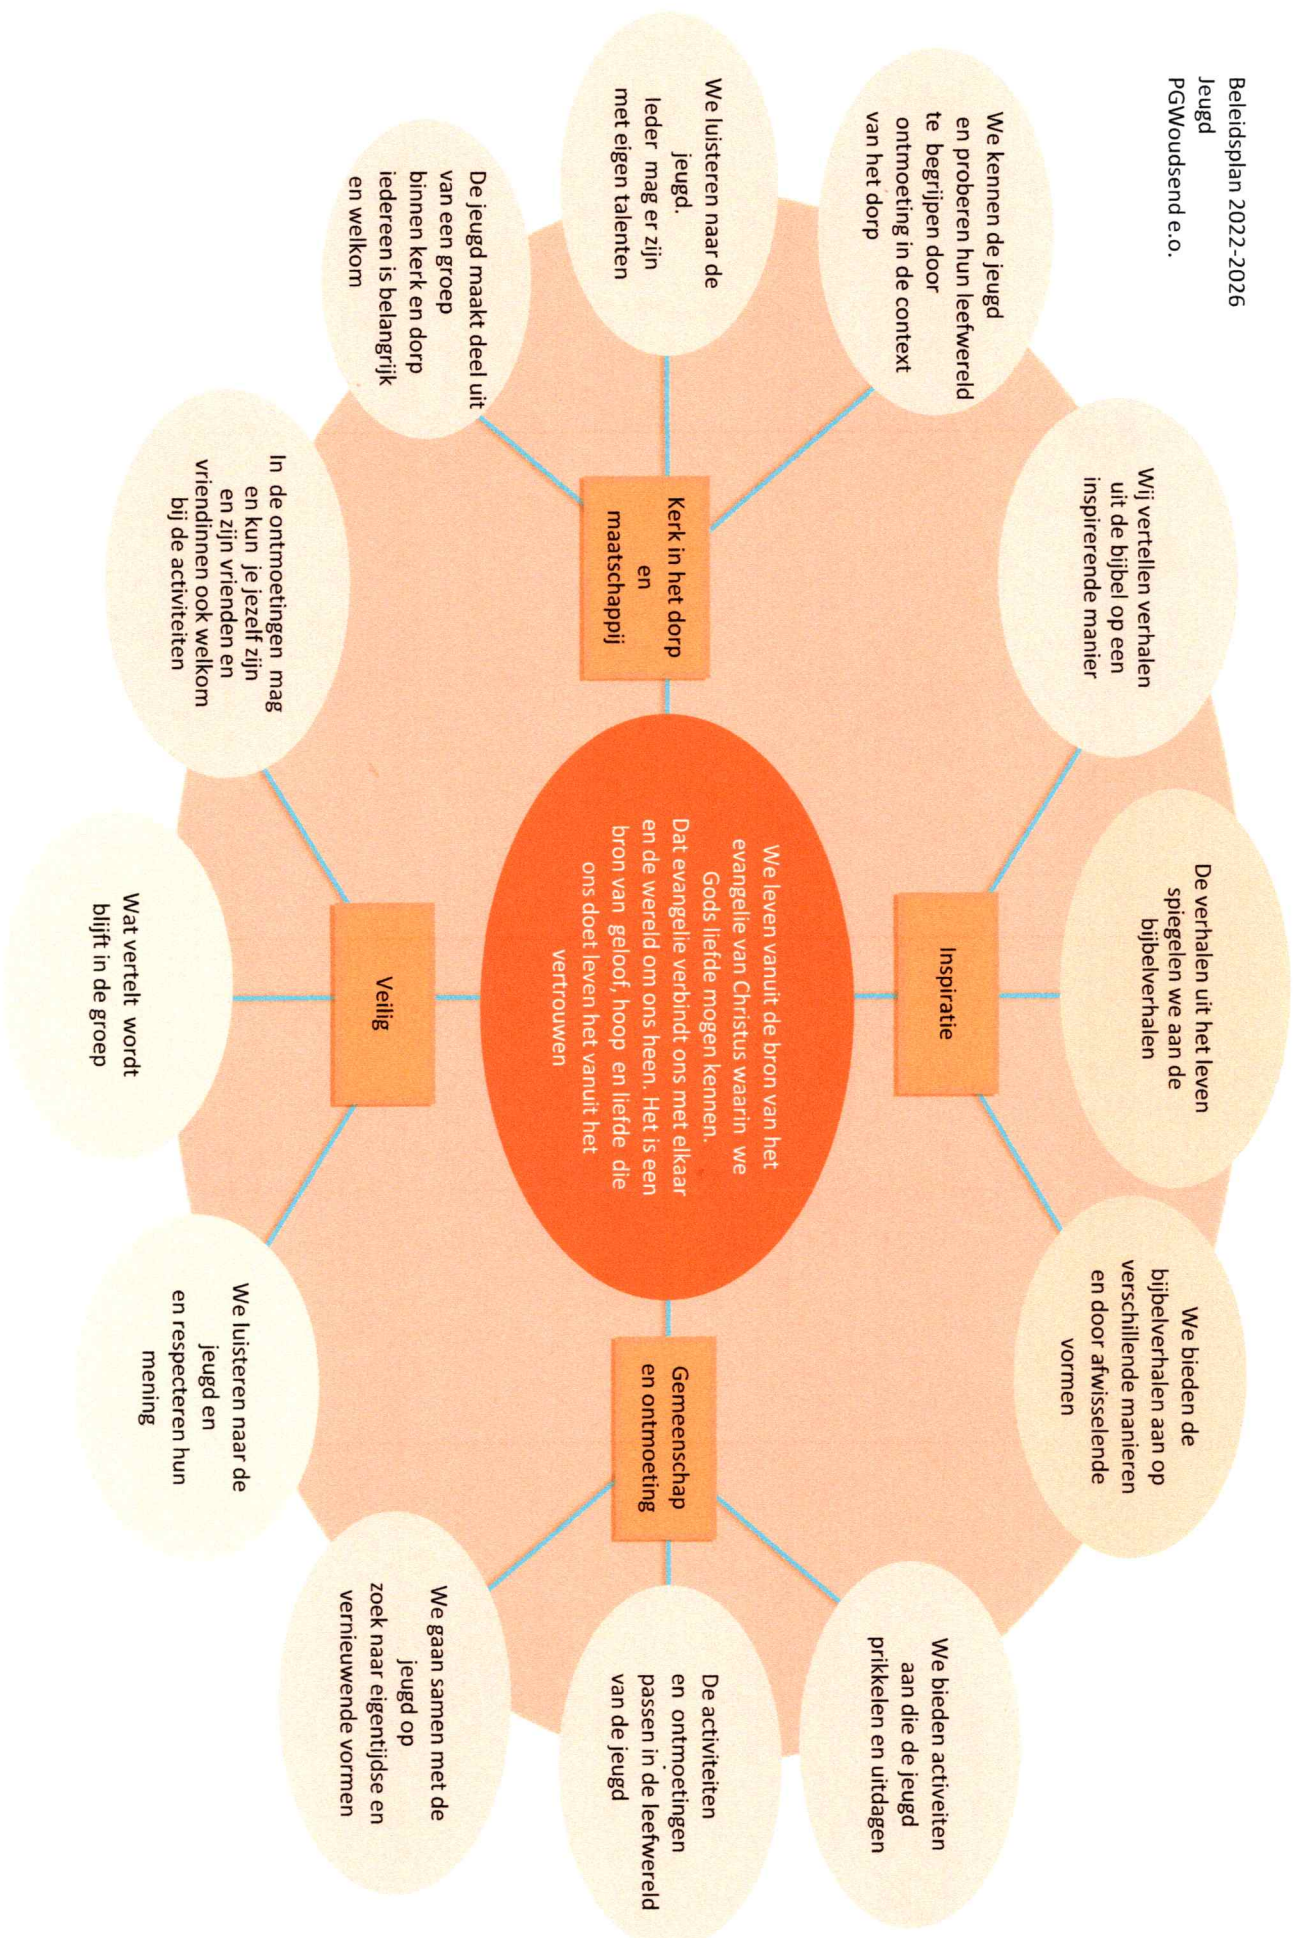 Beleidsplan 2022-2026
Jeugd
PGWoudsend e.o.
Wij vertellen verhalen
uit de bijbel op een
inspirerende manier
De verhalen uit het leven
spiegelen we aan de
bijbelverhalen
We bieden de
bijbelverhalen aan op
verschillende manieren
en door afwisselende
vormen
Inspiratie
We kennen de jeugd
en proberen hun leefwereld
te begrijpen door
ontmoeting in de context
van het dorp
We luisteren naar de
jeugd.
Ieder mag er zijn
met eigen talenten
De jeugd maakt deel uit
van een groep
binnen kerk en dorp
iedereen is belangrijk
en welkom
Kerk in het dorp
en
maatschappij
We leven vanuit de bron van het
evangelie van Christus waarin we
Gods liefde mogen kennen.
Dat evangelie verbindt ons met elkaar
en de wereld om ons heen. Het is een
bron van geloof, hoop en liefde die
ons doet leven het vanuit het
vertrouwen
Gemeenschap
en ontmoeting
We bieden activeiten
aan die de jeugd
prikkelen en uitdagen
De activiteiten
en ontmoetingen
passen in de leefwereld
van de jeugd
We gaan samen met de
jeugd op
zoek naar eigentijdse en
vernieuwende vormen
Veilig
In de ontmoetingen mag
en kun je jezelf zijn
en zijn vrienden en
vriendinnen ook welkom
bij de activiteiten
Wat vertelt wordt
blijft in de groep
We luisteren naar de
jeugd en
en respecteren hun
mening